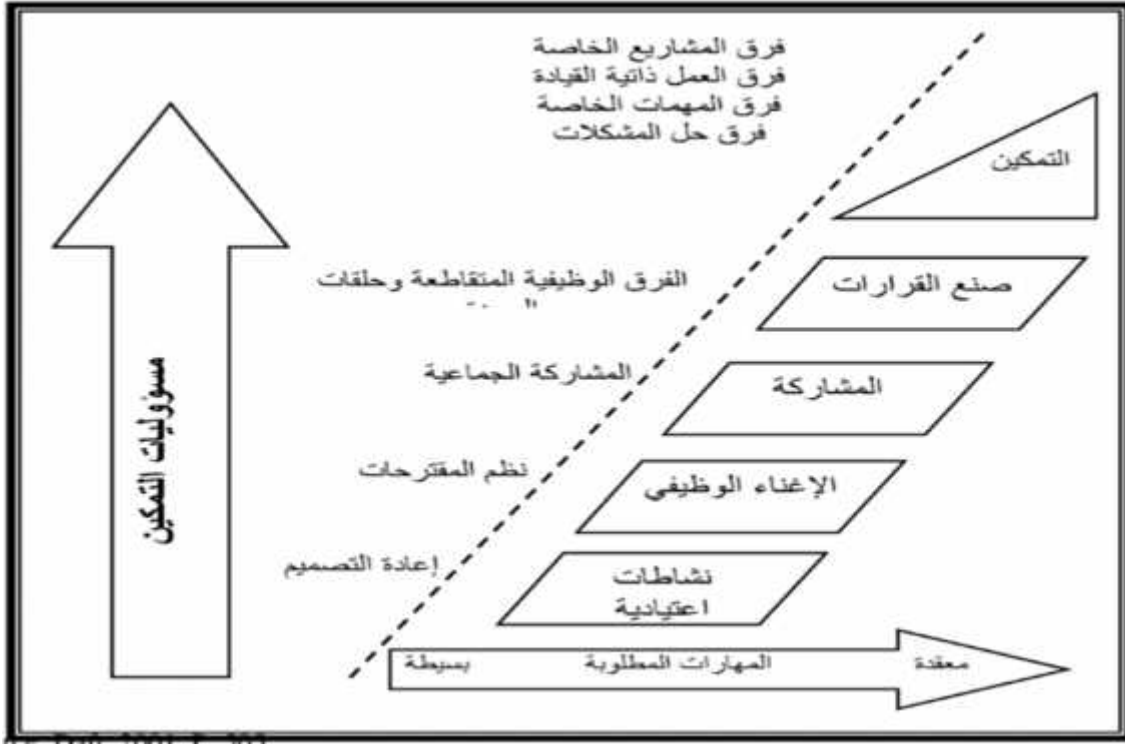 فرق المشاريع الخاصة
فرق العمل ذاتية القيادة
فرق المهمات الخاصة
فرق حل المشكلات
التمكين
الفرق الوظيفية المتقاطعة وحلقات
صنع القرارات
المشاركة الجماعية
المشاركة
نظم المقترحات
الإغناء الوظيفي
إعادة التصميم
نشاطات
اعتيادية
مسؤوليات التمكين
بسيطة المهارات المطلوبة معقدة